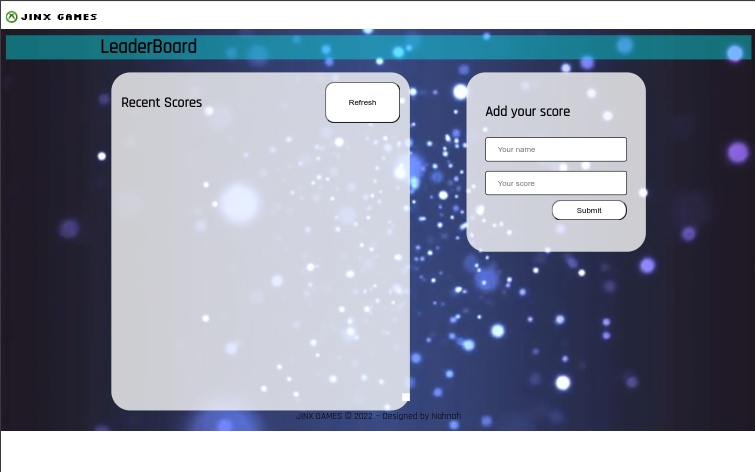 JINX GAMES
LeaderBoard
Recent Scores
Refresh
Add your score
Your name
Your score
Submit
JINX GAMES © 2022 - Designed by Nahnah